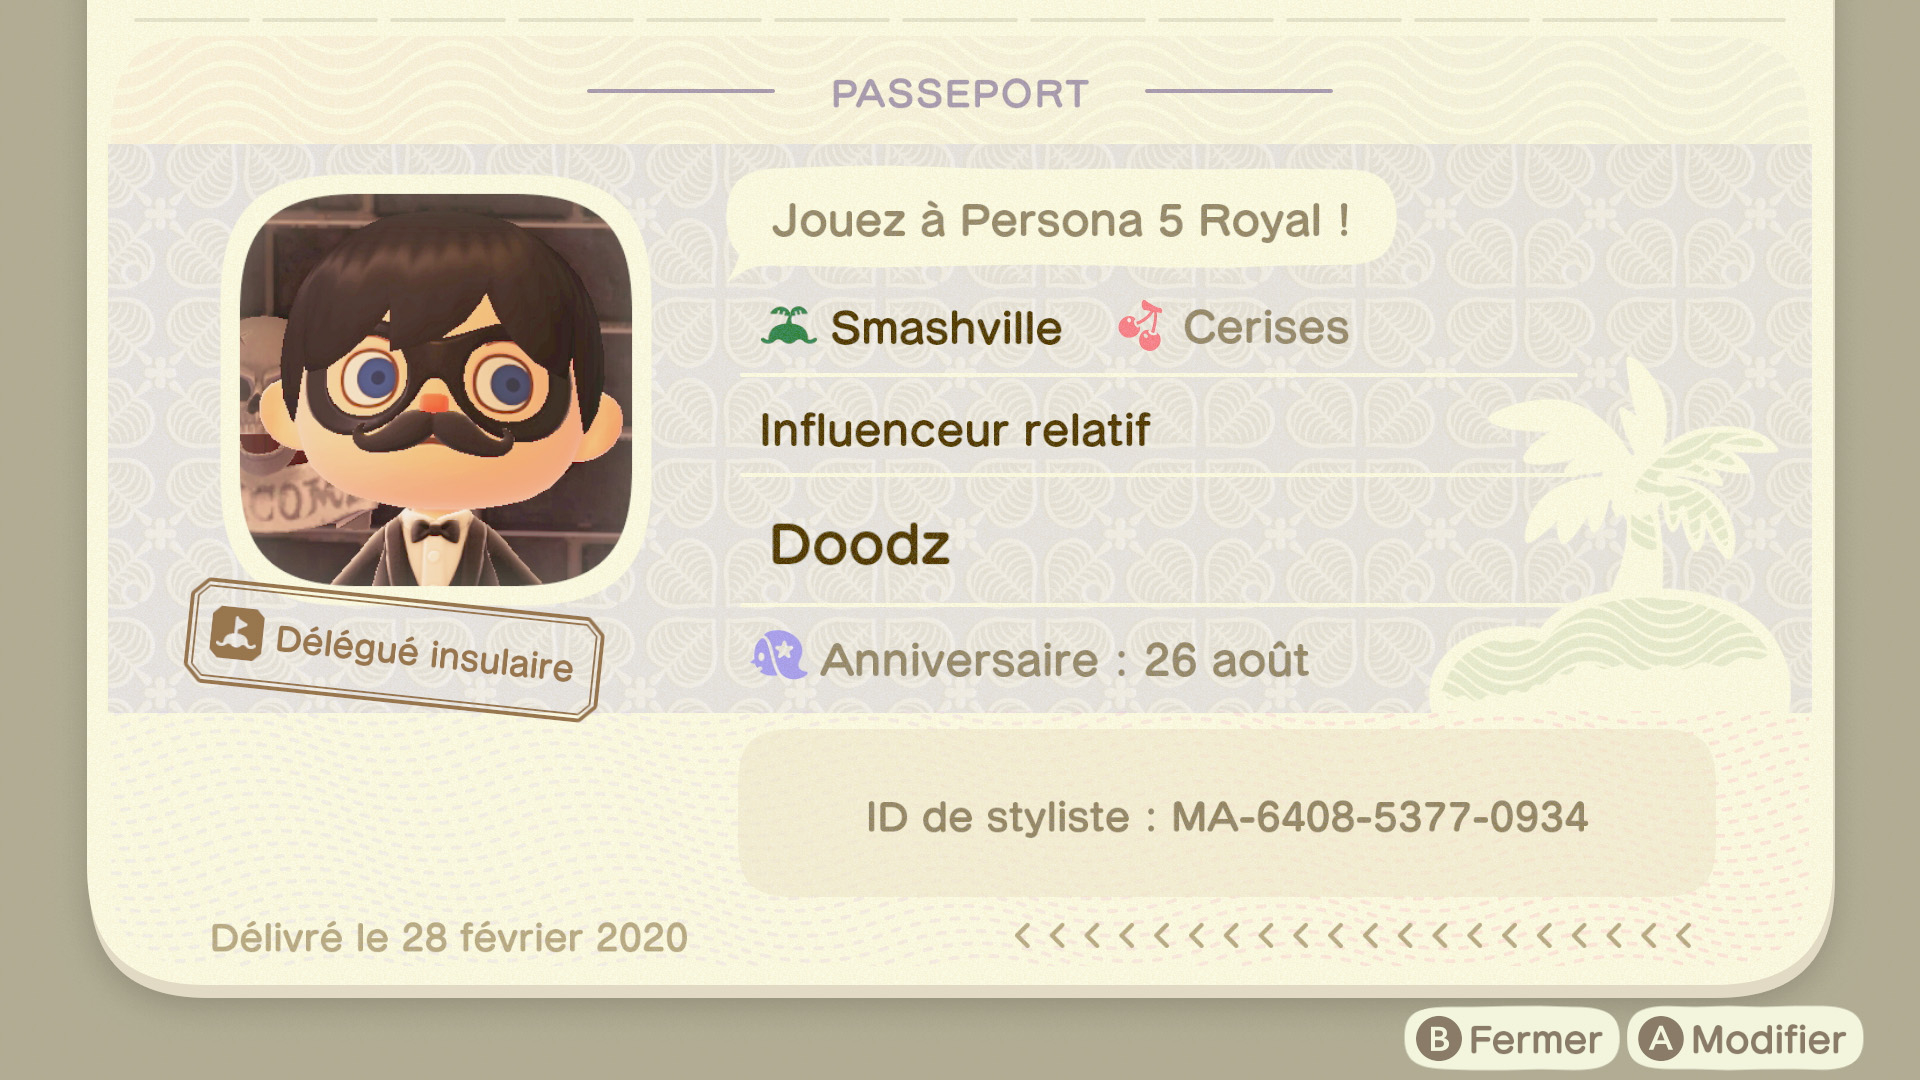 PASSEPORT
Jouez à Persona 5 Royal !
Smashville
Cerises
Influenceur relatif
Doodz
Anniversaire : 26 août
Délégué insulaire
ID de styliste : MA-6408-5377-0934
Délivré le 28 février 2020
<<<<<<<<<<<<<<<<<<<<
B Fermer
A Modifier